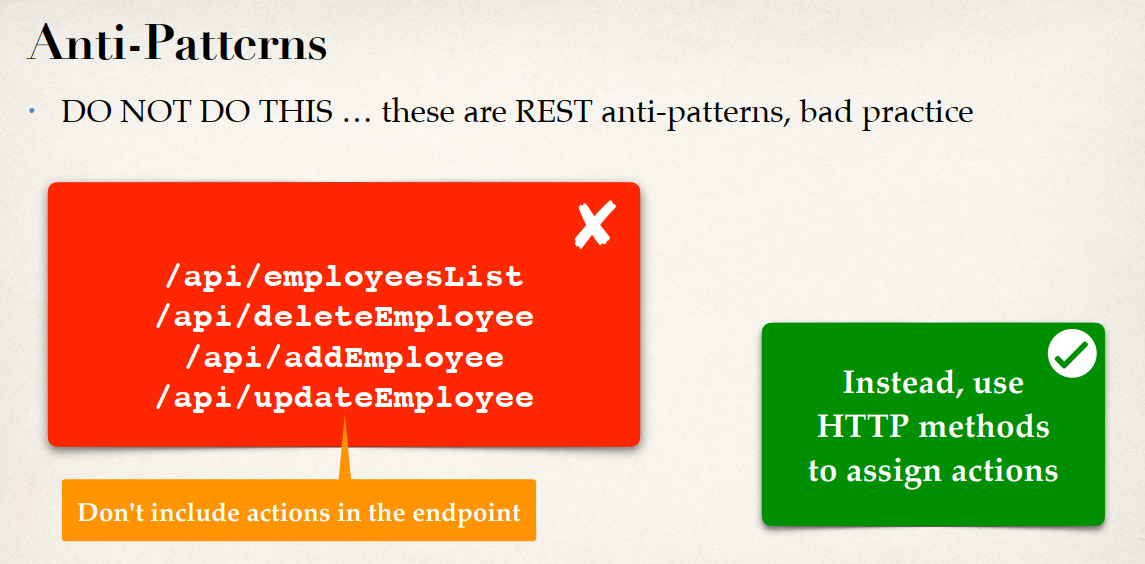 Anti-Patterns
• DO NOT DO THIS … these are REST anti-patterns, bad practice
/api/employeesList
/api/deleteEmployee
/api/addEmployee
/api/updateEmployee
Don't include actions in the endpoint
Instead, use
HTTP methods
to assign actions